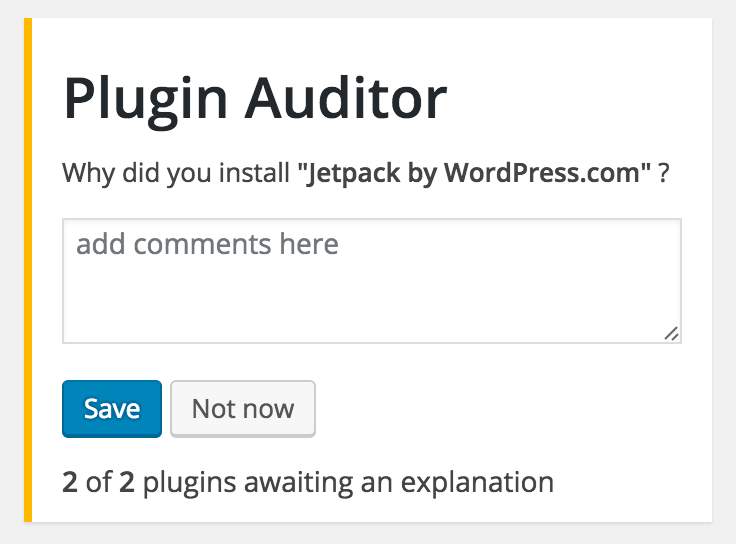 Plugin Auditor
Why did you install "Jetpack by WordPress.com" ?
add comments here
Save
Not now
2 of 2 plugins awaiting an explanation